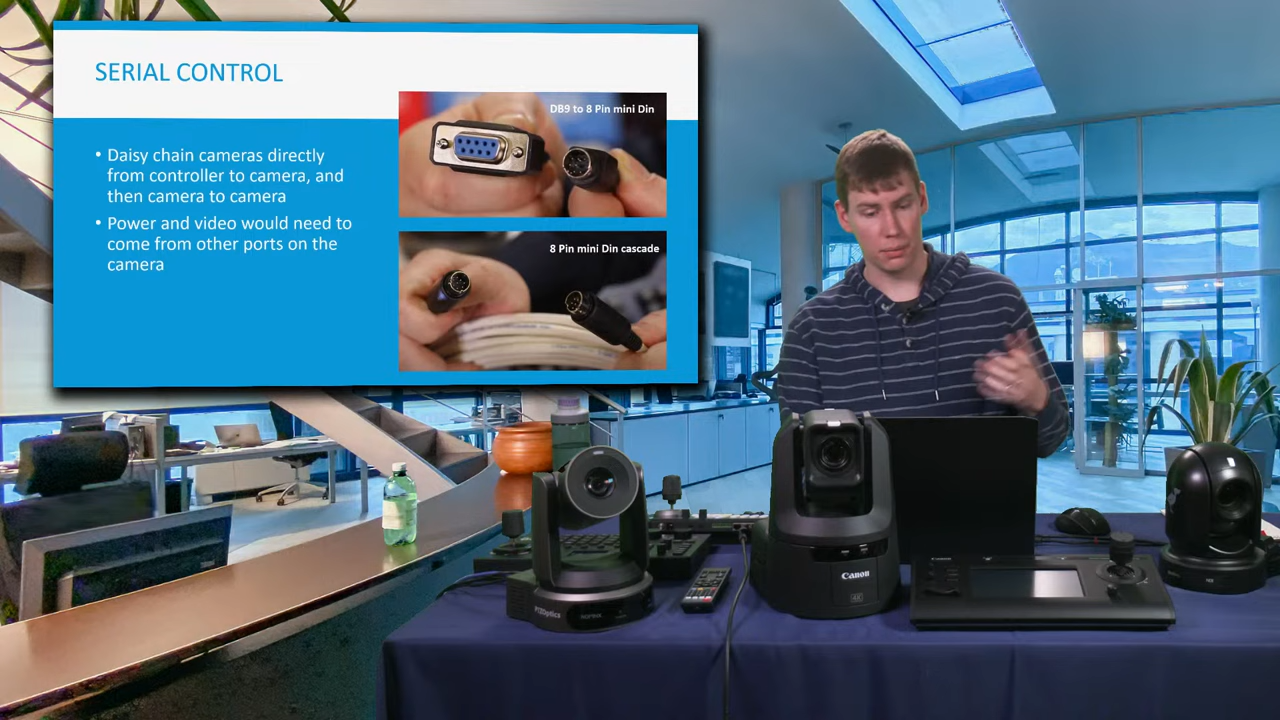 SERIAL CONTROL
DB9 to 8 Pin mini Din
• Daisy chain cameras directly
from controller to camera, and
then camera to camera
• Power and video would need to
come from other ports on the
camera
8 Pin mini Din cascade
PTZOptics
Canon
4K